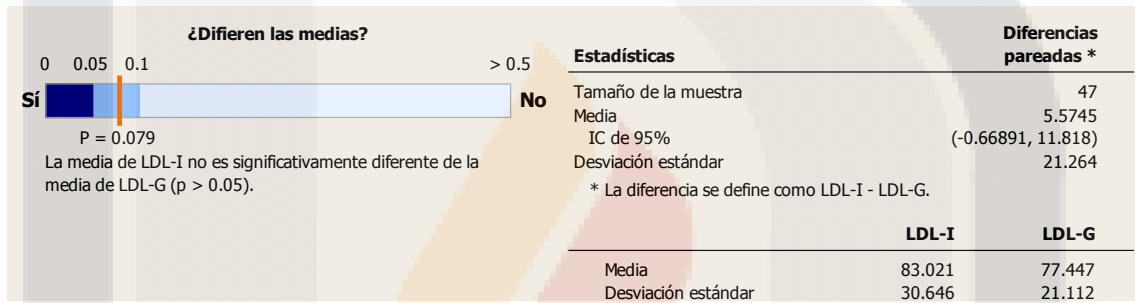 ¿Difieren las medias?
0 0.05 0.1 > 0.5
Sí No
P = 0.079
La media de LDL-I no es significativamente diferente de la
media de LDL-G (p > 0.05).
Diferencias
Estadísticas pareadas *
Tamaño de la muestra 47
Media 5.5745
IC de 95% (-0.66891, 11.818)
Desviación estándar 21.264
* La diferencia se define como LDL-I - LDL-G.
LDL-I LDL-G
Media 83.021 77.447
Desviación estándar 30.646 21.112